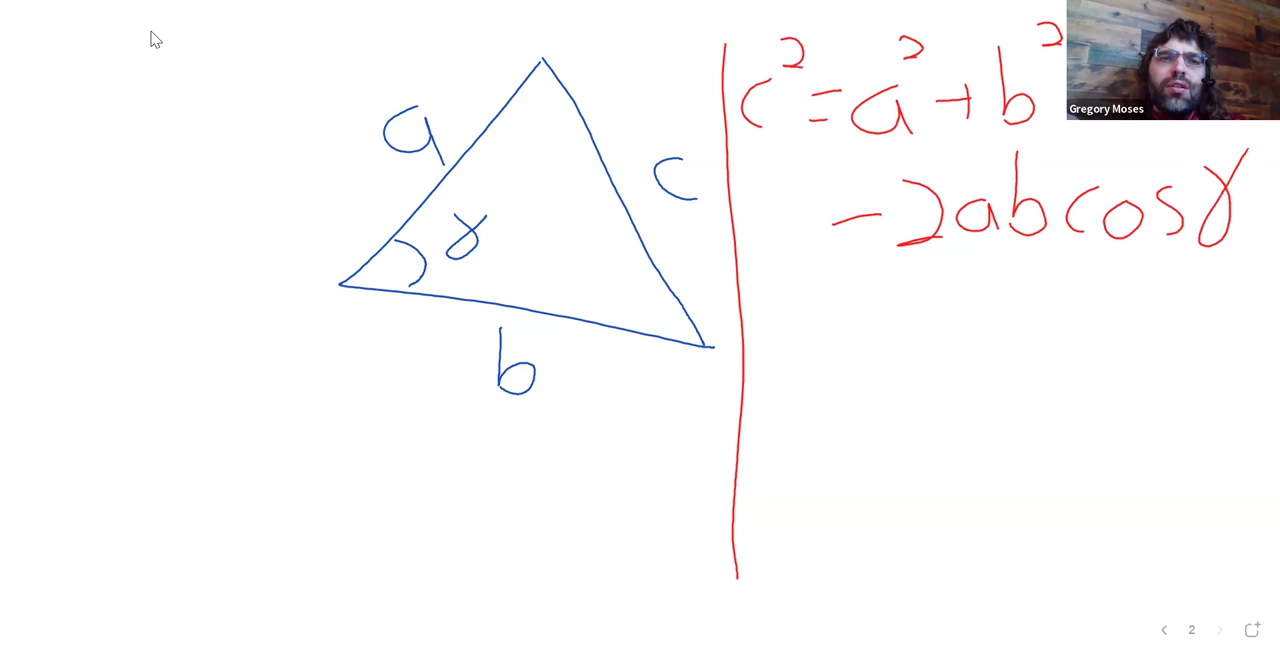 a
c
γ
b
c² = a² + b²
- 2ab cos γ
Gregory Moses
2